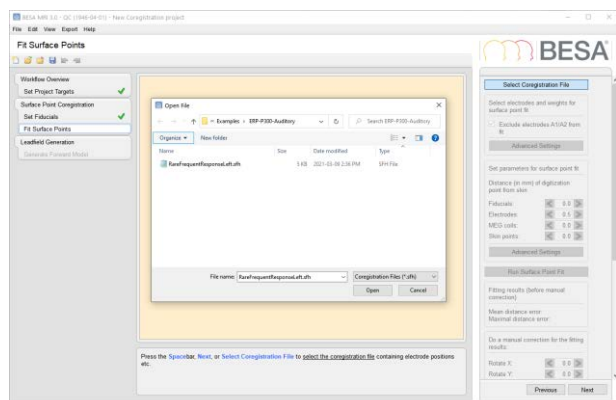 BESA MRI 3.0 - QC (1946-04-01) - New Coregistration project
File Edit View Export Help
Fit Surface Points
BESA
Workflow Overview
Set Project Targets
Surface Point Coregistration
Set Fiducials
Fit Surface Points
Leadfield Generation
Generate Forward Model
Open File
« Examples › ERP-P300-Auditory
Search ERP-P300-Auditory
Organize
New folder
Name Size Date modified Type
RareFrequentResponseLeft.sfh 5 KB SFH File
File name: RareFrequentResponseLeft.sfh
Coregistration Files (*.sfh)
Open Cancel
Press the Spacebar, Next, or Select Coregistration File to select the coregistration file containing electrode positions
etc.
Select Coregistration File
Select electrodes and weights for
surface point fit
Exclude electrodes A1/A2 from
fit
Advanced Settings
Set parameters for surface point fit
Distance (in mm) of digitization
point from skin:
Fiducials: 0.0
Electrodes: 0.5
MEG coils: 0.0
Skin points: 0.0
Advanced Settings
Run Surface Point Fit
Fitting results (before manual
correction)
Mean distance error:
Maximal distance error:
Do a manual correction for the fitting
results:
Rotate X: 0.0
Rotate Y: 0.0
Previous Next